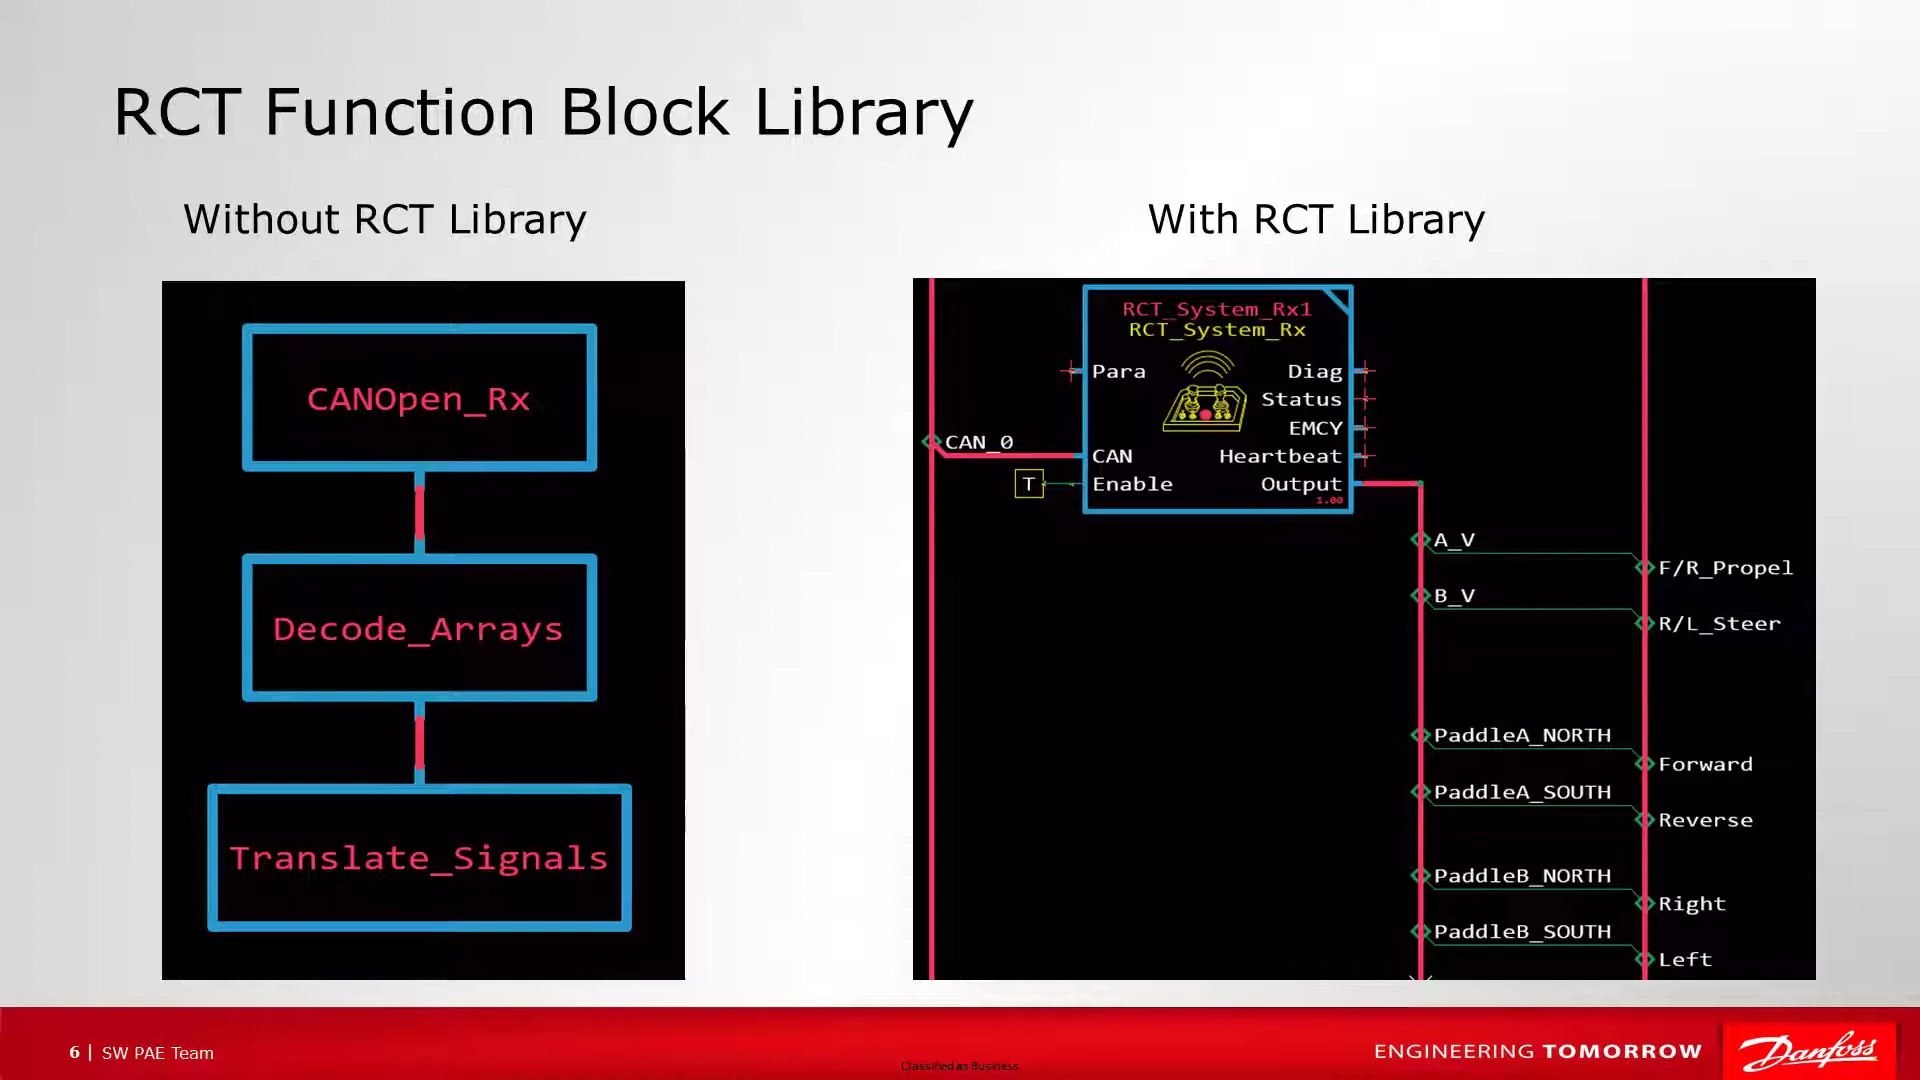 RCT Function Block Library
Without RCT Library
CANOpen_Rx
Decode_Arrays
Translate_Signals
With RCT Library
RCT_System_Rx1
RCT_System_Rx
Para
Diag
Status
EMCY
CAN_0
CAN
Heartbeat
T
Enable
Output
1.00
A_V
F/R_Propel
B_V
R/L_Steer
PaddleA_NORTH
Forward
PaddleA_SOUTH
Reverse
PaddleB_NORTH
Right
PaddleB_SOUTH
Left
6 | SW PAE Team
Classified as Business
ENGINEERING TOMORROW
Danfoss